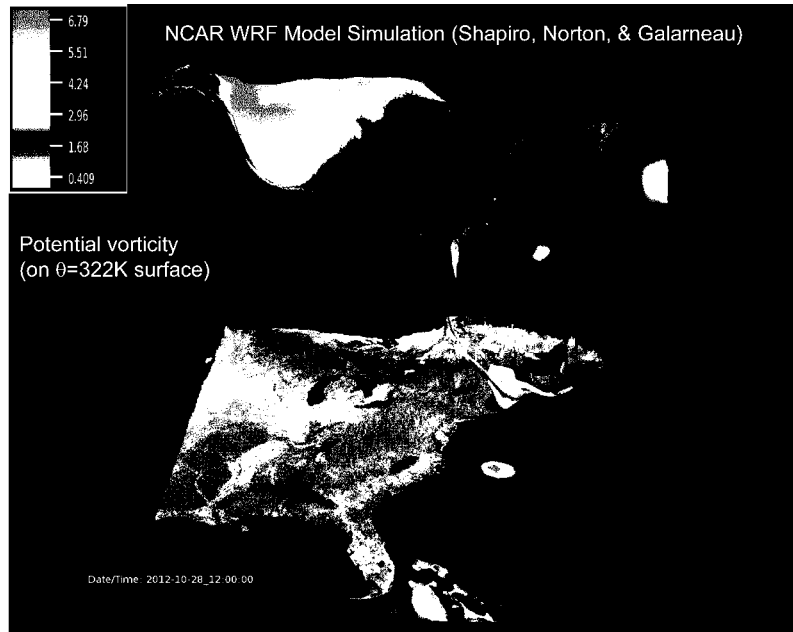 6.79
NCAR WRF Model Simulation (Shapiro, Norton, & Galarneau)
5.51
4.24
2.96
1.68
0.409
Potential vorticity
(on θ=322K surface)
Date/Time: 2012-10-28_12:00:00